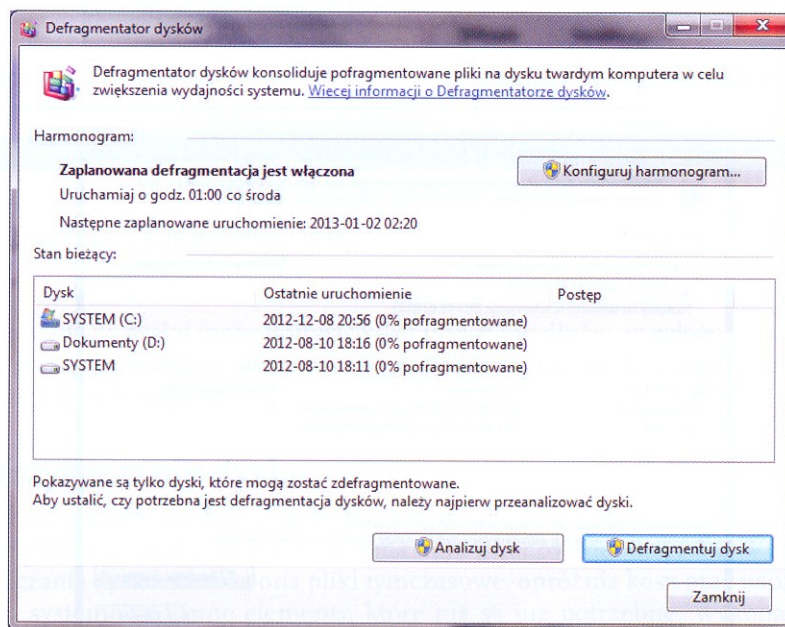 Defragmentator dysków
Defragmentator dysków konsoliduje pofragmentowane pliki na dysku twardym komputera w celu
zwiększenia wydajności systemu. Więcej informacji o Defragmentatorze dysków.
Harmonogram:
Zaplanowana defragmentacja jest włączona
Konfiguruj harmonogram...
Uruchamiaj o godz. 01:00 co środa
Następne zaplanowane uruchomienie: 2013-01-02 02:20
Stan bieżący:
Dysk Ostatnie uruchomienie Postęp
SYSTEM (C:) 2012-12-08 20:56 (0% pofragmentowane)
Dokumenty (D:) 2012-08-10 18:16 (0% pofragmentowane)
SYSTEM 2012-08-10 18:11 (0% pofragmentowane)
Pokazywane są tylko dyski, które mogą zostać zdefragmentowane.
Aby ustalić, czy potrzebna jest defragmentacja dysków, należy najpierw przeanalizować dyski.
Analizuj dysk Defragmentuj dysk
Zamknij